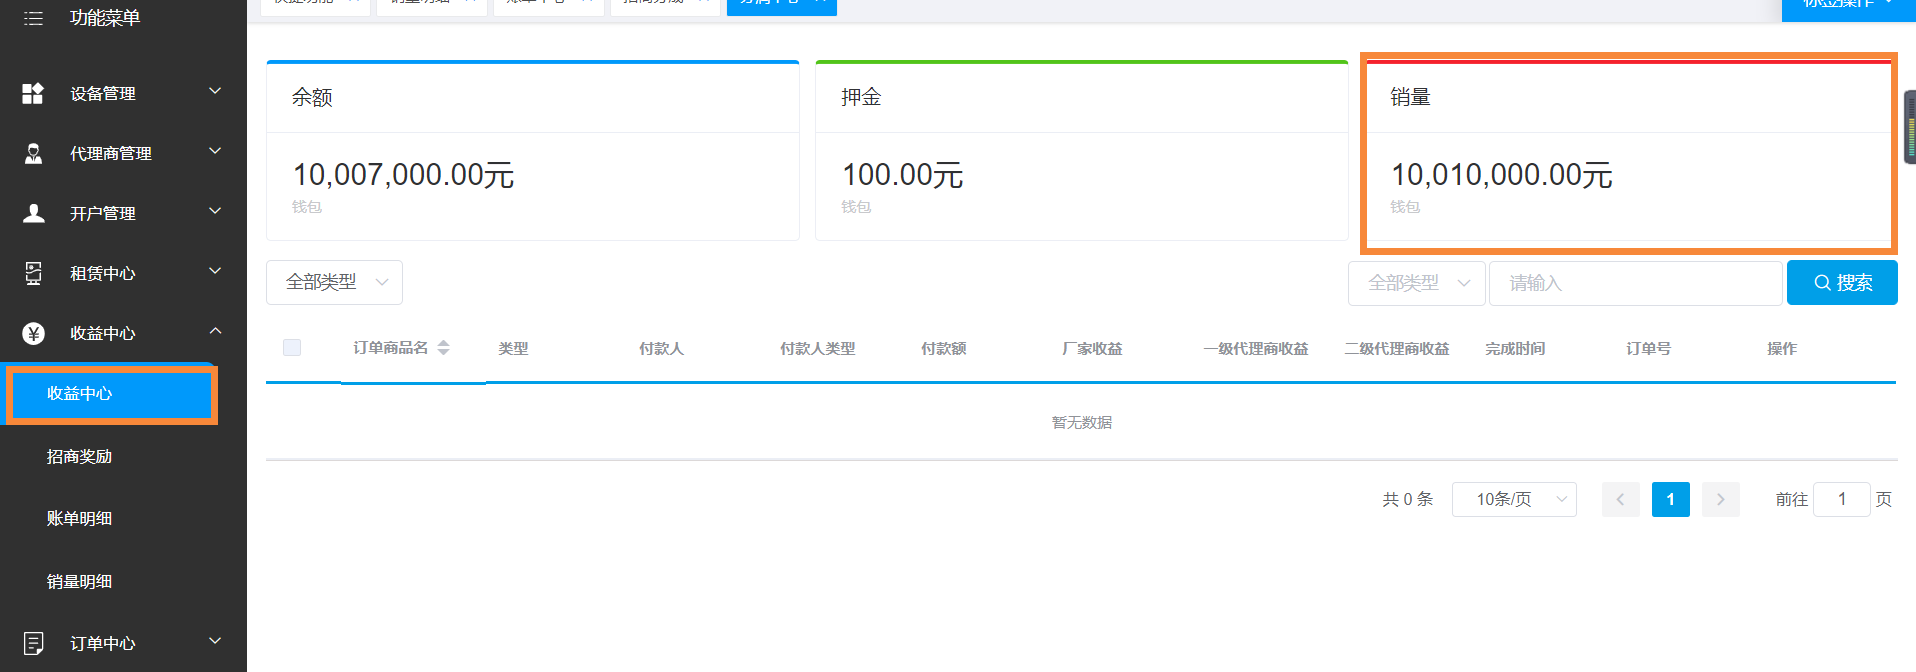 功能菜单
设备管理
代理商管理
开户管理
租赁中心
收益中心
收益中心
招商奖励
账单明细
销量明细
订单中心
余额
10,007,000.00元
钱包
押金
100.00元
钱包
销量
10,010,000.00元
钱包
全部类型
全部类型
请输入
搜索
订单商品名 类型 付款人 付款人类型 付款额 厂家收益 一级代理商收益 二级代理商收益 完成时间 订单号 操作
暂无数据
共 0 条 10条/页 1 前往 1 页